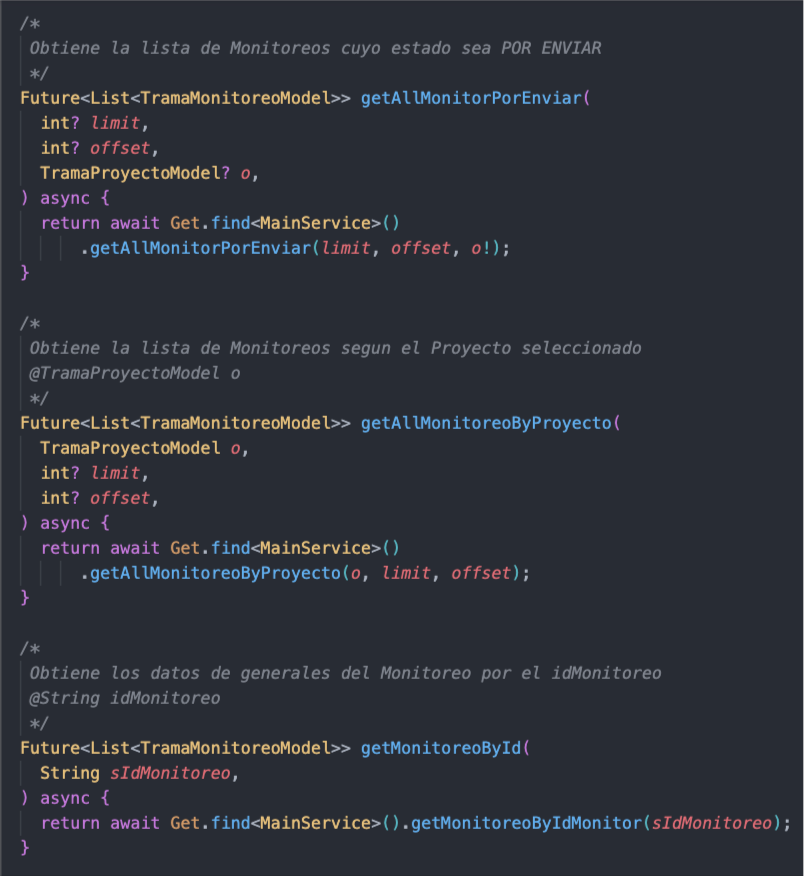 /*
Obtiene la lista de Monitoreos cuyo estado sea POR ENVIAR
*/
Future<List<TramaMonitoreoModel>> getAllMonitorPorEnviar(
  int? limit,
  int? offset,
  TramaProyectoModel? o,
) async {
  return await Get.find<MainService>()
      .getAllMonitorPorEnviar(limit, offset, o!);
}
/*
Obtiene la lista de Monitoreos segun el Proyecto seleccionado
@TramaProyectoModel o
*/
Future<List<TramaMonitoreoModel>> getAllMonitoreoByProyecto(
  TramaProyectoModel o,
  int? limit,
  int? offset,
) async {
  return await Get.find<MainService>()
      .getAllMonitoreoByProyecto(o, limit, offset);
}
/*
Obtiene los datos de generales del Monitoreo por el idMonitoreo
@String idMonitoreo
*/
Future<List<TramaMonitoreoModel>> getMonitoreoById(
  String sIdMonitoreo,
) async {
  return await Get.find<MainService>().getMonitoreoByIdMonitor(sIdMonitoreo);
}